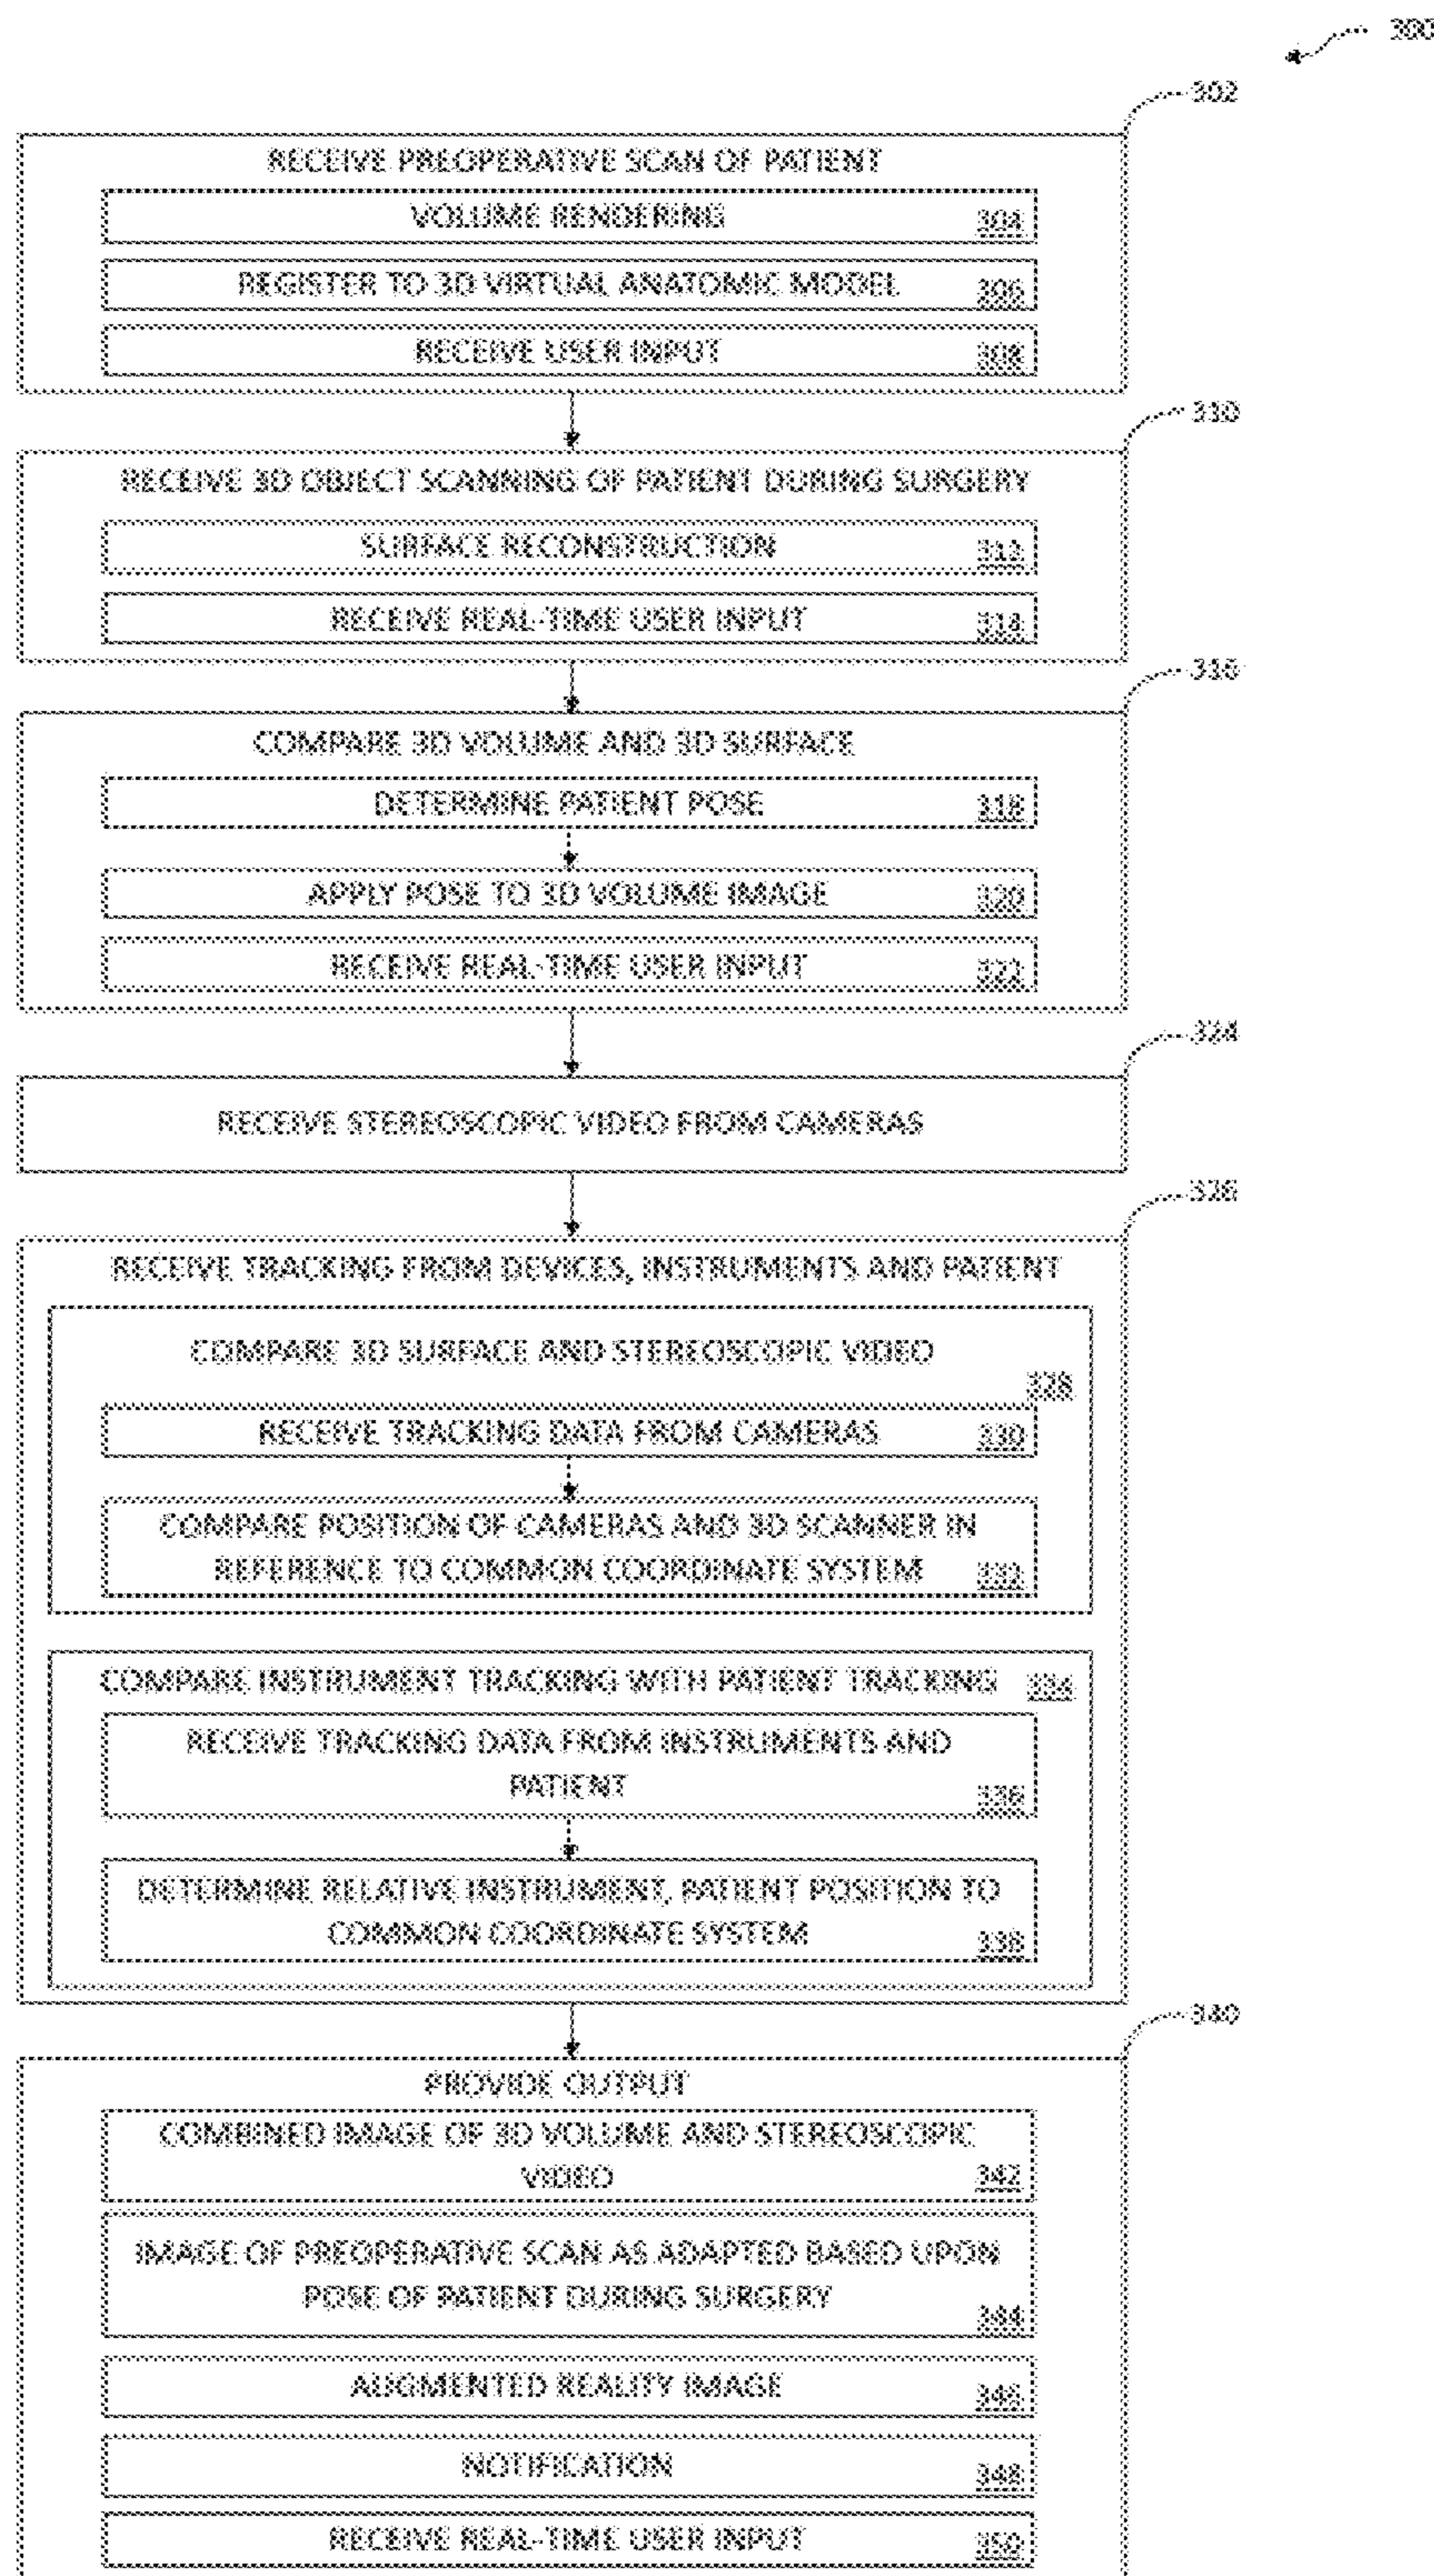 300
302
RECEIVE PREOPERATIVE SCAN OF PATIENT
VOLUME RENDERING 304
REGISTER TO 3D VIRTUAL ANATOMIC MODEL 306
RECEIVE USER INPUT 308
310
RECEIVE 3D OBJECT SCANNING OF PATIENT DURING SURGERY
SURFACE RECONSTRUCTION 312
RECEIVE REAL-TIME USER INPUT 314
316
COMPARE 3D VOLUME AND 3D SURFACE
DETERMINE PATIENT POSE 318
APPLY POSE TO 3D VOLUME IMAGE 320
RECEIVE REAL-TIME USER INPUT 322
324
RECEIVE STEREOSCOPIC VIDEO FROM CAMERAS
326
RECEIVE TRACKING FROM DEVICES, INSTRUMENTS AND PATIENT
COMPARE 3D SURFACE AND STEREOSCOPIC VIDEO
328
RECEIVE TRACKING DATA FROM CAMERAS 330
COMPARE POSITION OF CAMERAS AND 3D SCANNER IN
REFERENCE TO COMMON COORDINATE SYSTEM 332
COMPARE INSTRUMENT TRACKING WITH PATIENT TRACKING 334
RECEIVE TRACKING DATA FROM INSTRUMENTS AND
PATIENT 336
DETERMINE RELATIVE INSTRUMENT, PATIENT POSITION TO
COMMON COORDINATE SYSTEM 338
340
PROVIDE OUTPUT
COMBINED IMAGE OF 3D VOLUME AND STEREOSCOPIC
VIDEO 342
IMAGE OF PREOPERATIVE SCAN AS ADAPTED BASED UPON
POSE OF PATIENT DURING SURGERY
344
AUGMENTED REALITY IMAGE 346
NOTIFICATION 348
RECEIVE REAL-TIME USER INPUT 350